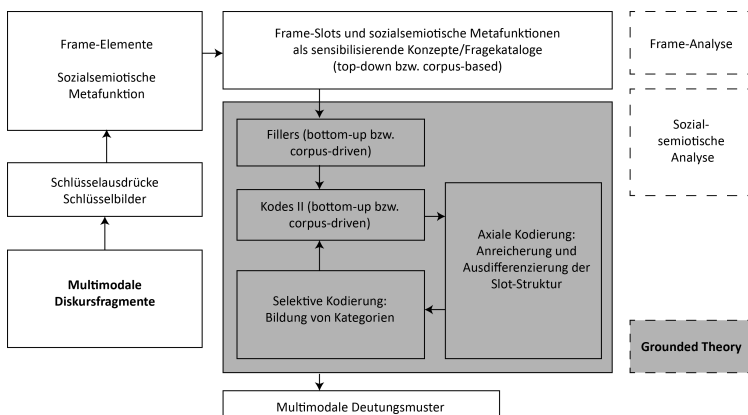 Frame-Elemente
Sozialsemiotische
Metafunktion
Frame-Slots und sozialsemiotische Metafunktionen
als sensibilisierende Konzepte/Fragekataloge
(top-down bzw. corpus-based)
Frame-Analyse
Sozial-
semiotische
Analyse
Fillers (bottom-up bzw.
corpus-driven)
Schlüsselausdrücke
Schlüsselbilder
Kodes II (bottom-up bzw.
corpus-driven)
Axiale Kodierung:
Anreicherung und
Ausdifferenzierung der
Slot-Struktur
Multimodale
Diskursfragmente
Selektive Kodierung:
Bildung von Kategorien
Grounded Theory
Multimodale Deutungsmuster